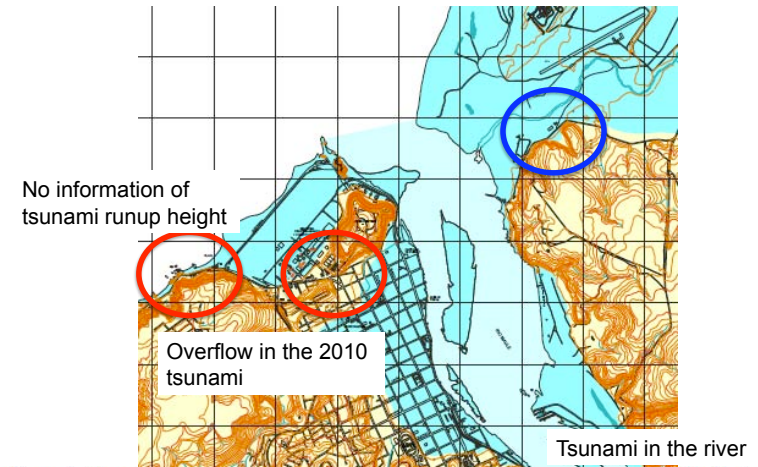 No information of
tsunami runup height
Overflow in the 2010
tsunami
Tsunami in the river